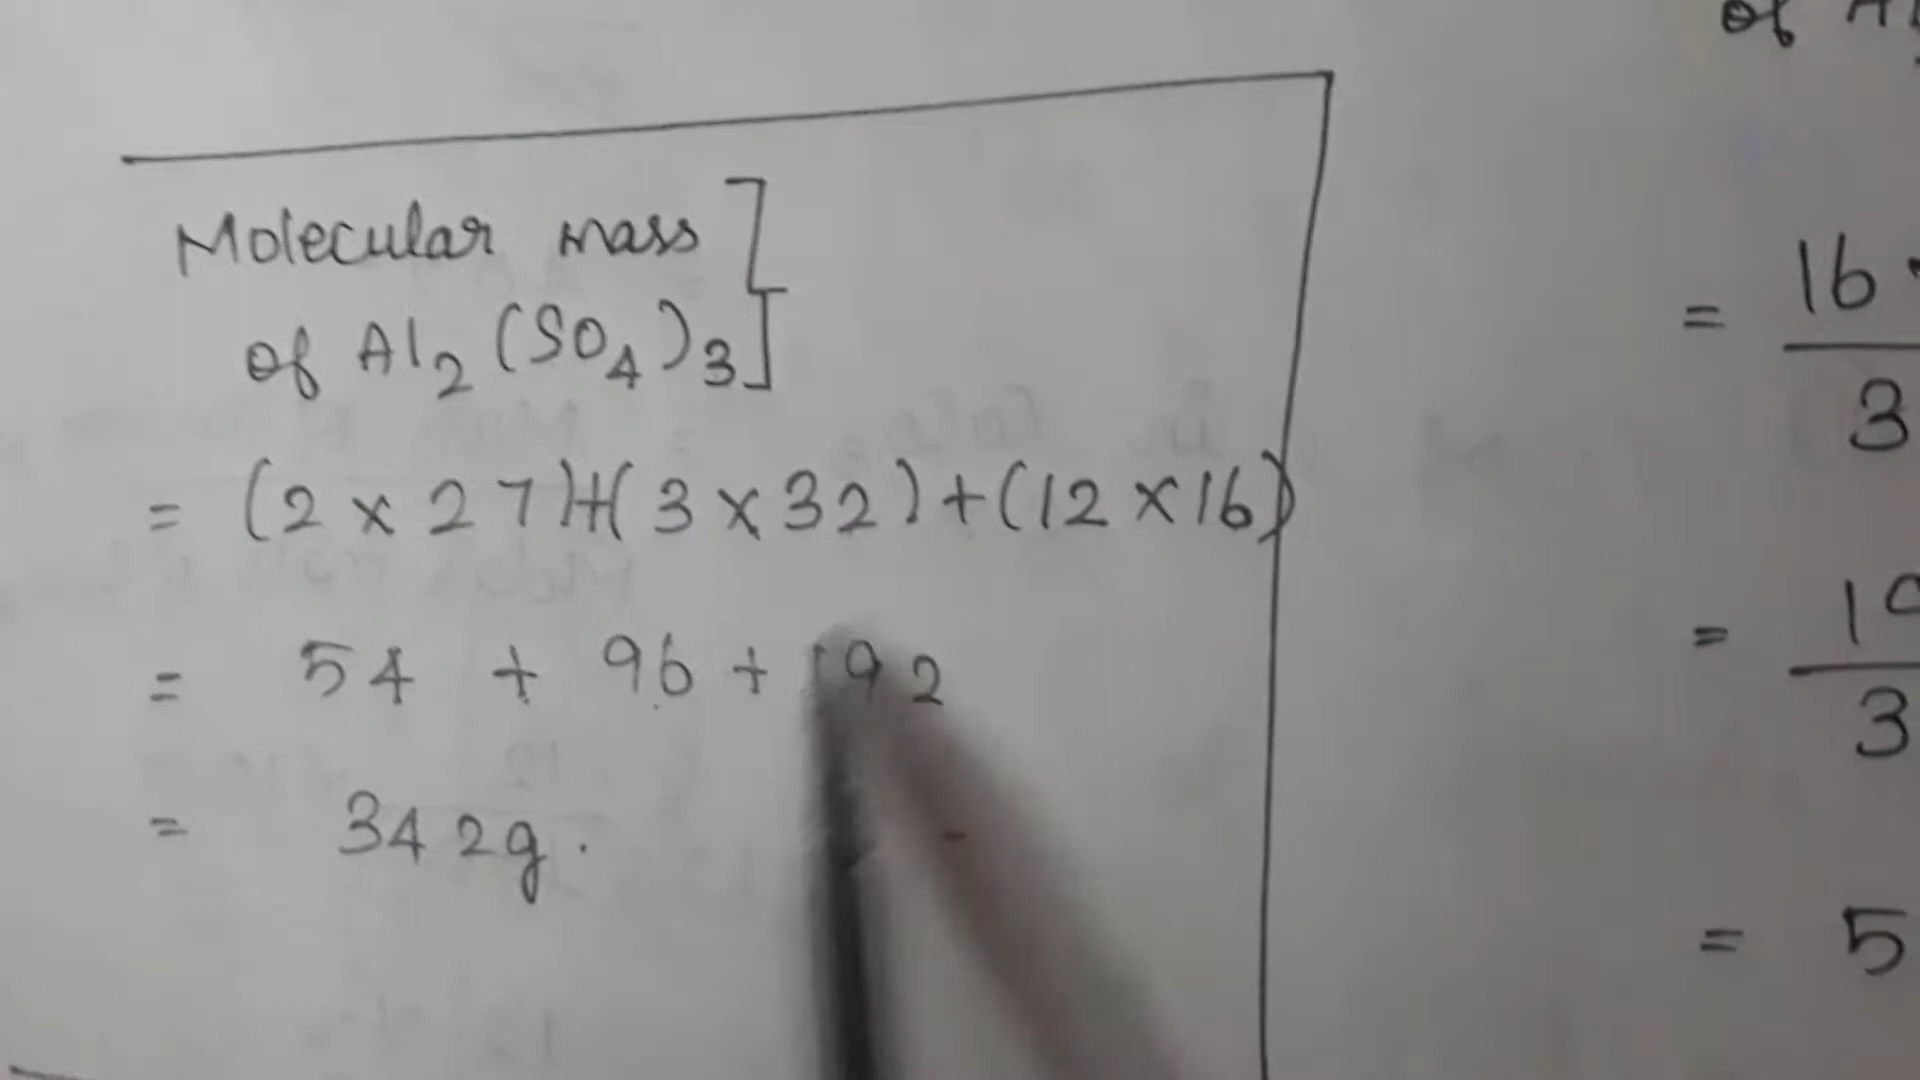 Molecular mass ]
of Al2 (SO4)3 ]
= (2 × 27)+(3 × 32) + (12 × 16)
= 54 + 96 + 192
= 342g.
of
= 16
3
=
3
= 5